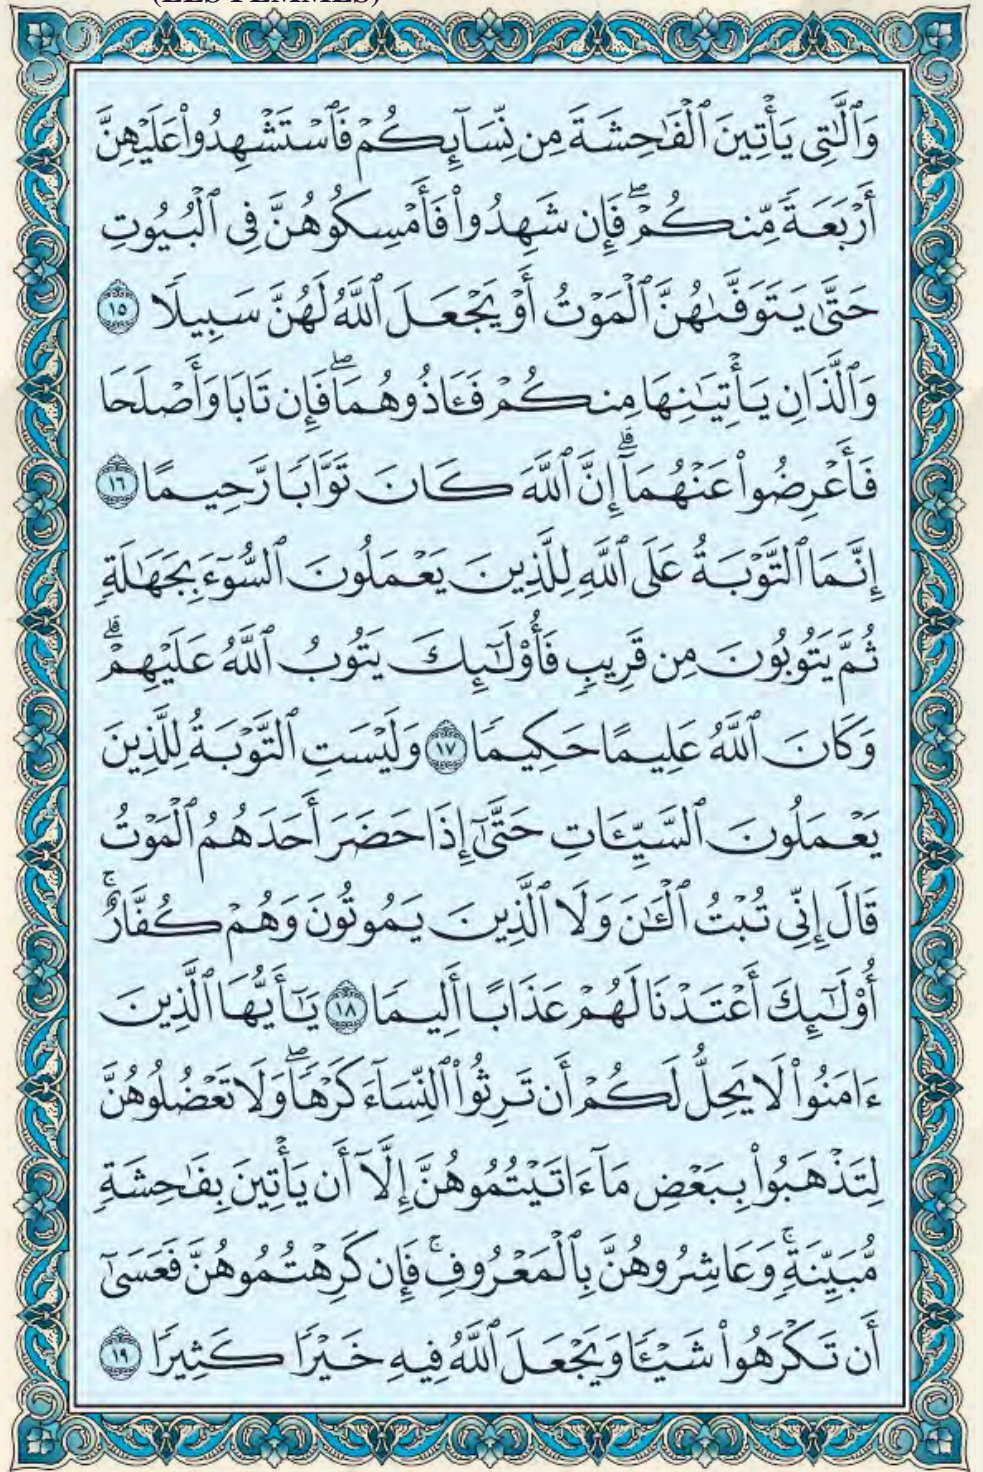 (LES FEMMES)
وَٱلَّٰتِى يَأْتِينَ ٱلْفَٰحِشَةَ مِن نِّسَآئِكُمْ فَٱسْتَشْهِدُوا۟ عَلَيْهِنَّ
أَرْبَعَةً مِّنكُمْ ۖ فَإِن شَهِدُوا۟ فَأَمْسِكُوهُنَّ فِى ٱلْبُيُوتِ
حَتَّىٰ يَتَوَفَّىٰهُنَّ ٱلْمَوْتُ أَوْ يَجْعَلَ ٱللَّهُ لَهُنَّ سَبِيلًا ١٥
وَٱلَّذَانِ يَأْتِيَٰنِهَا مِنكُمْ فَـَٔاذُوهُمَا ۖ فَإِن تَابَا وَأَصْلَحَا
فَأَعْرِضُوا۟ عَنْهُمَآ ۗ إِنَّ ٱللَّهَ كَانَ تَوَّابًا رَّحِيمًا ١٦
إِنَّمَا ٱلتَّوْبَةُ عَلَى ٱللَّهِ لِلَّذِينَ يَعْمَلُونَ ٱلسُّوٓءَ بِجَهَٰلَةٍ
ثُمَّ يَتُوبُونَ مِن قَرِيبٍ فَأُو۟لَٰٓئِكَ يَتُوبُ ٱللَّهُ عَلَيْهِمْ ۗ
وَكَانَ ٱللَّهُ عَلِيمًا حَكِيمًا ١٧ وَلَيْسَتِ ٱلتَّوْبَةُ لِلَّذِينَ
يَعْمَلُونَ ٱلسَّيِّـَٔاتِ حَتَّىٰٓ إِذَا حَضَرَ أَحَدَهُمُ ٱلْمَوْتُ
قَالَ إِنِّى تُبْتُ ٱلْـَٰٔنَ وَلَا ٱلَّذِينَ يَمُوتُونَ وَهُمْ كُفَّارٌ ۚ
أُو۟لَٰٓئِكَ أَعْتَدْنَا لَهُمْ عَذَابًا أَلِيمًا ١٨ يَٰٓأَيُّهَا ٱلَّذِينَ
ءَامَنُوا۟ لَا يَحِلُّ لَكُمْ أَن تَرِثُوا۟ ٱلنِّسَآءَ كَرْهًا ۖ وَلَا تَعْضُلُوهُنَّ
لِتَذْهَبُوا۟ بِبَعْضِ مَآ ءَاتَيْتُمُوهُنَّ إِلَّآ أَن يَأْتِينَ بِفَٰحِشَةٍ
مُّبَيِّنَةٍ ۚ وَعَاشِرُوهُنَّ بِٱلْمَعْرُوفِ ۚ فَإِن كَرِهْتُمُوهُنَّ فَعَسَىٰٓ
أَن تَكْرَهُوا۟ شَيْـًٔا وَيَجْعَلَ ٱللَّهُ فِيهِ خَيْرًا كَثِيرًا ١٩